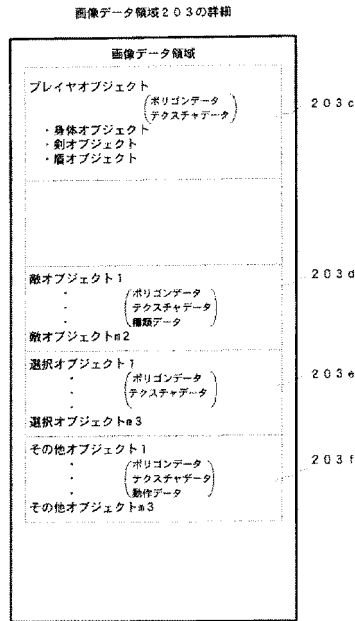 画像データ領域203の詳細
画像データ領域
プレイヤオブジェクト
ポリゴンデータ
テクスチャデータ
203c
・身体オブジェクト
・剣オブジェクト
・盾オブジェクト
敵オブジェクト1
203d
・ ポリゴンデータ
・ テクスチャデータ
・ 種類データ
敵オブジェクトm2
選択オブジェクト1
203e
・ ポリゴンデータ
・ テクスチャデータ
・
選択オブジェクトm3
その他オブジェクト1
203f
・ ポリゴンデータ
・ テクスチャデータ
・ 動作データ
その他オブジェクトm3